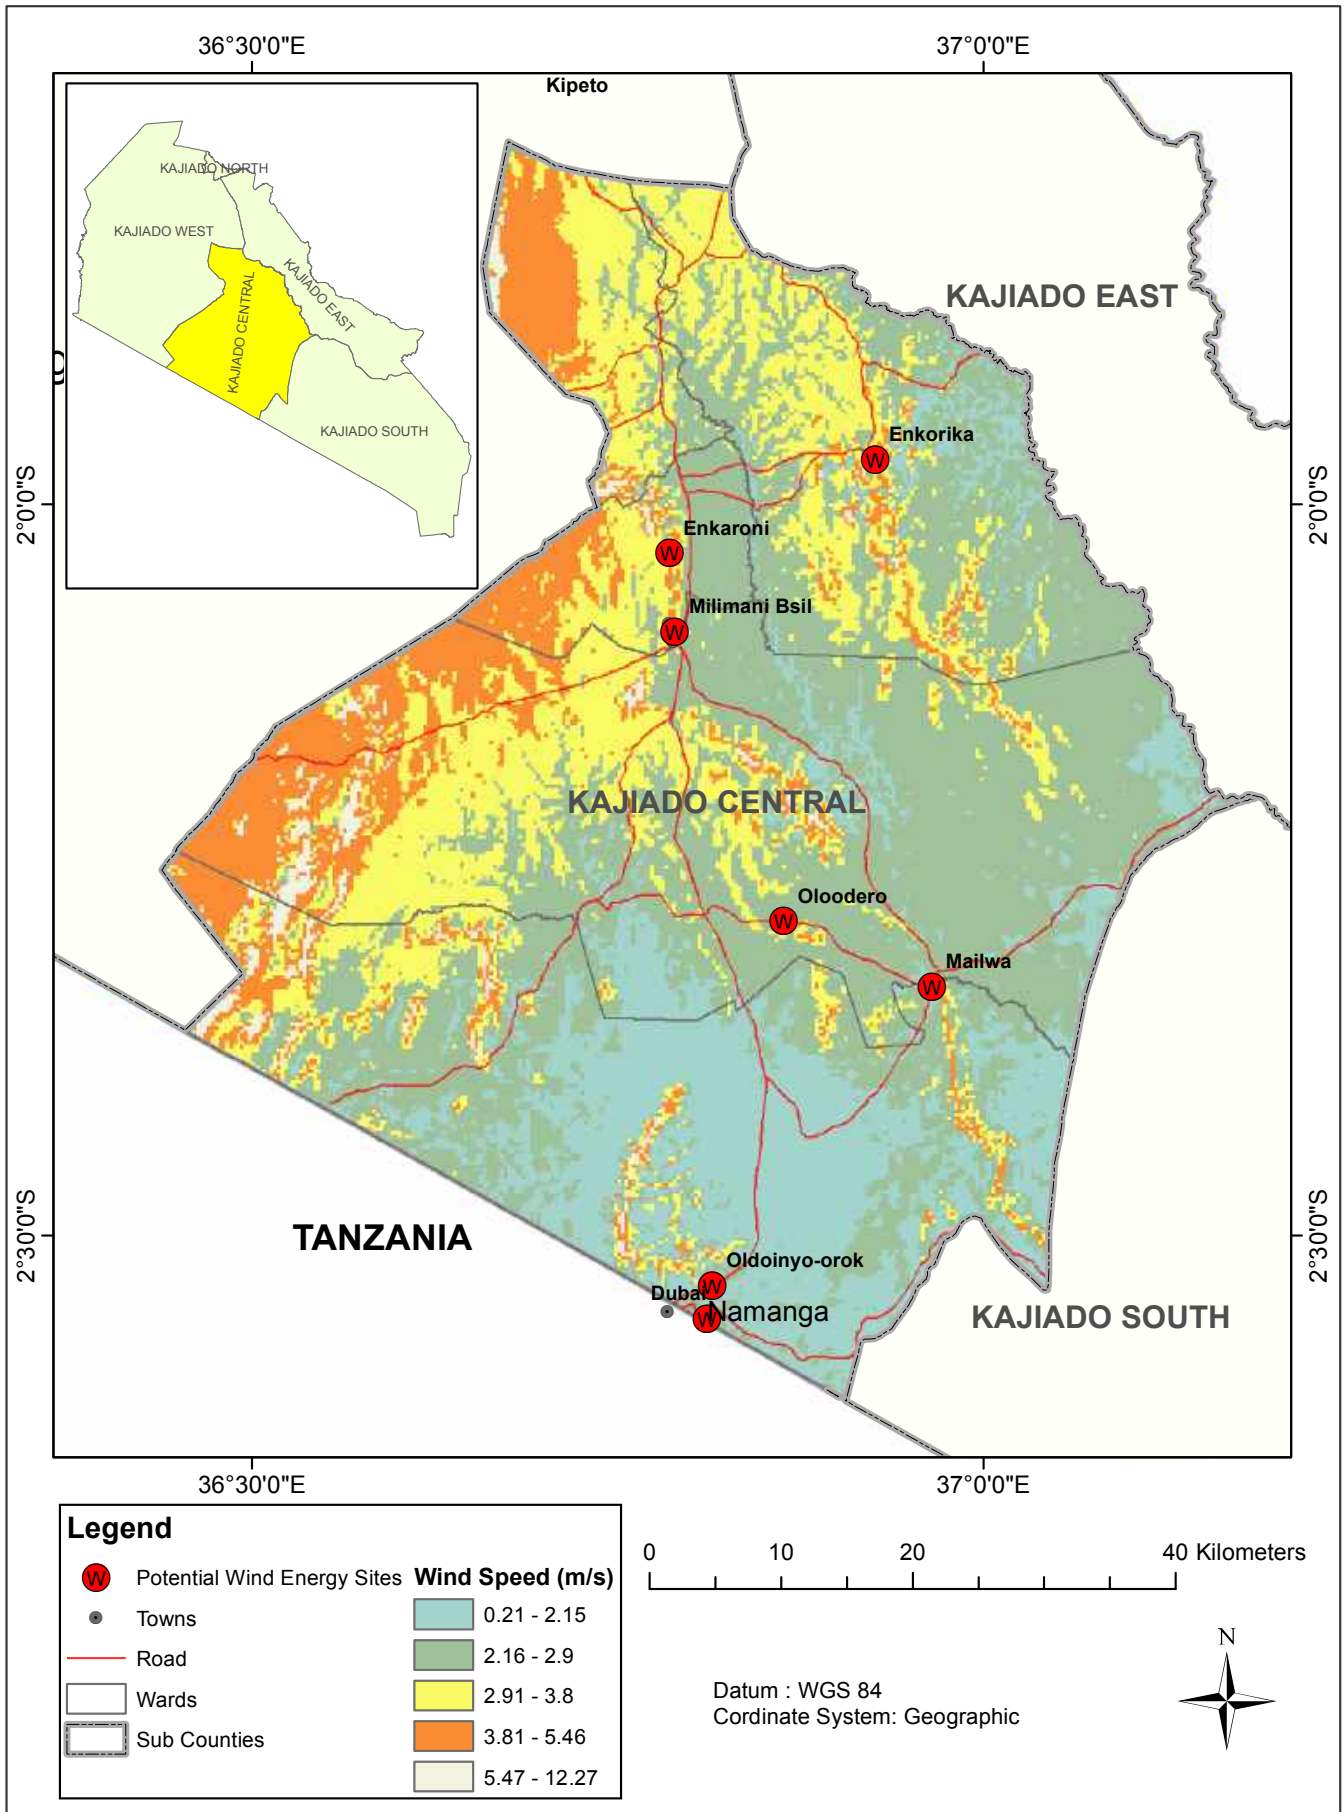 36°30'0"E
37°0'0"E
Kipeto
KAJIADO NORTH
KAJIADO WEST
KAJIADO EAST
KAJIADO CENTRAL
KAJIADO SOUTH
KAJIADO EAST
Enkorika
2°0'0"S
2°0'0"S
Enkaroni
Milimani Bsil
KAJIADO CENTRAL
Oloodero
Mailwa
2°30'0"S
2°30'0"S
TANZANIA
Oldoinyo-orok
Dubai
Namanga
KAJIADO SOUTH
36°30'0"E
37°0'0"E
Legend
W Potential Wind Energy Sites
Towns
Road
Wards
Sub Counties
Wind Speed (m/s)
0.21 - 2.15
2.16 - 2.9
2.91 - 3.8
3.81 - 5.46
5.47 - 12.27
0 10 20 40 Kilometers
Datum : WGS 84
Cordinate System: Geographic
N
W
W
W
W
W
W
W